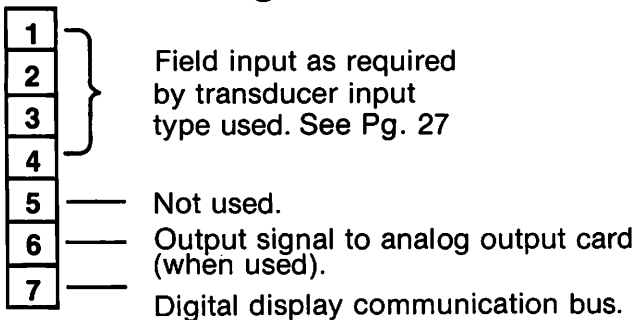 1
2
3
4
5
6
7
Field input as required
by transducer input
type used. See Pg. 27
Not used.
Output signal to analog output card
(when used).
Digital display communication bus.